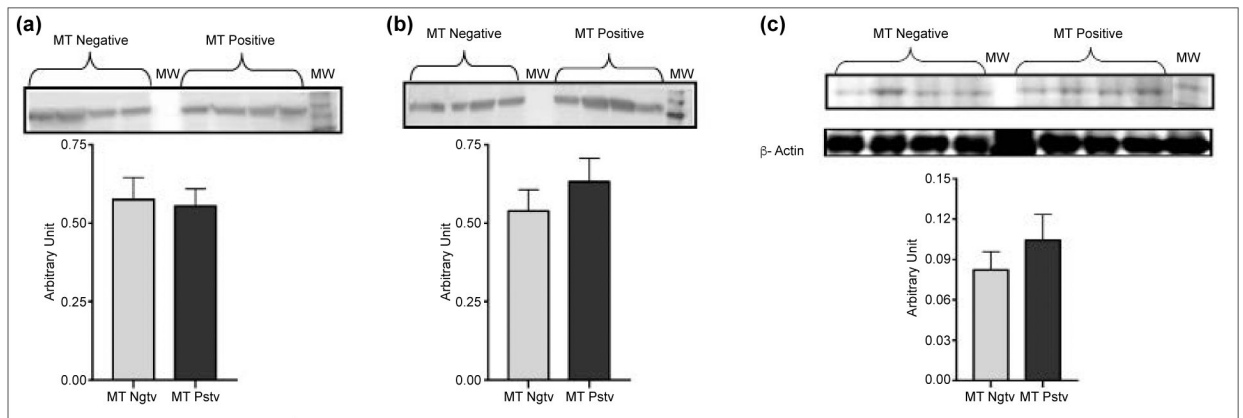 (a)
MT Negative MT Positive
MW MW
0.75
0.50
0.25
0.00
Arbitrary Unit
MT Ngtv MT Pstv
(b)
MT Negative MT Positive
MW MW
0.75
0.50
0.25
0.00
Arbitrary Unit
MT Ngtv MT Pstv
(c)
MT Negative MT Positive
MW MW
β- Actin
0.15
0.12
0.09
0.06
0.03
0.00
Arbitrary Unit
MT Ngtv MT Pstv